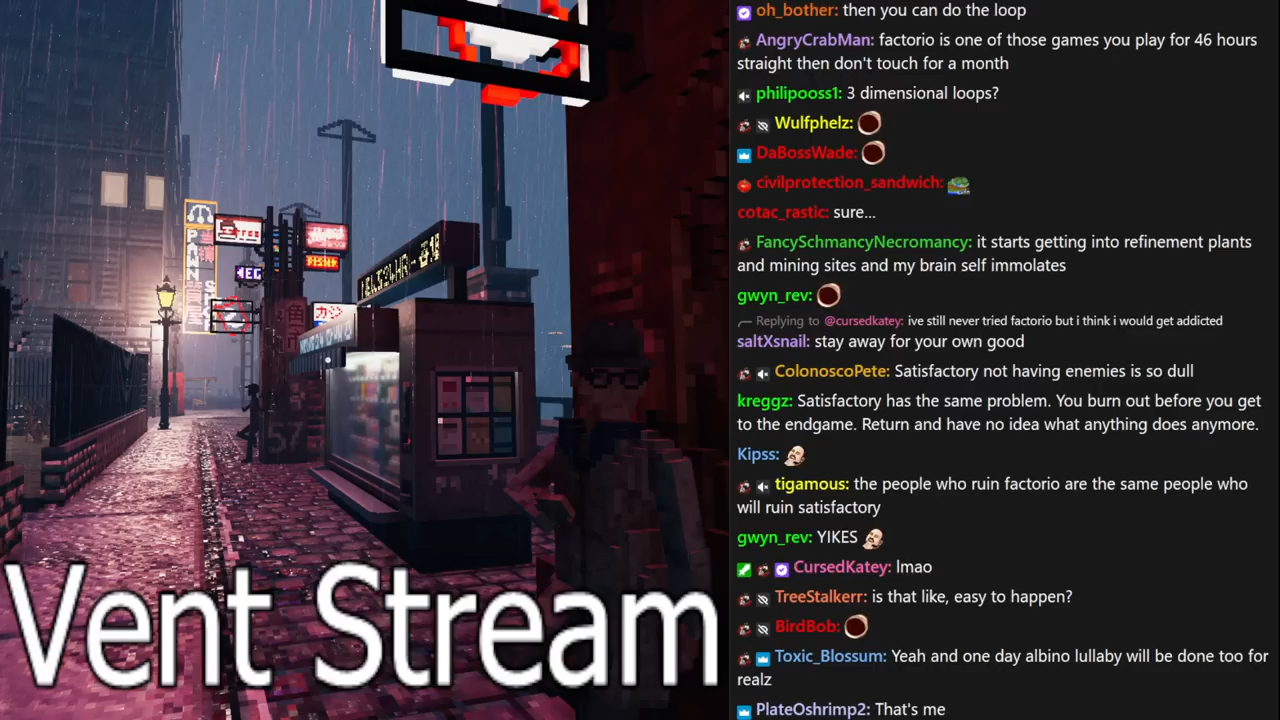 oh_bother: then you can do the loop
AngryCrabMan: factorio is one of those games you play for 46 hours
straight then don't touch for a month
philipooss1: 3 dimensional loops?
Wulfphelz:
DaBossWade:
civilprotection_sandwich:
cotac_rastic: sure...
FancySchmancyNecromancy: it starts getting into refinement plants
and mining sites and my brain self immolates
gwyn_rev:
Replying to @cursedkatey: ive still never tried factorio but i think i would get addicted
saltXsnail: stay away for your own good
ColonoscoPete: Satisfactory not having enemies is so dull
kreggz: Satisfactory has the same problem. You burn out before you get
to the endgame. Return and have no idea what anything does anymore.
Kipss:
tigamous: the people who ruin factorio are the same people who
will ruin satisfactory
gwyn_rev: YIKES
CursedKatey: lmao
TreeStalkerr: is that like, easy to happen?
BirdBob:
Toxic_Blossum: Yeah and one day albino lullaby will be done too for
realz
PlateOshrimp2: That's me
PAWN
57
Vent Stream